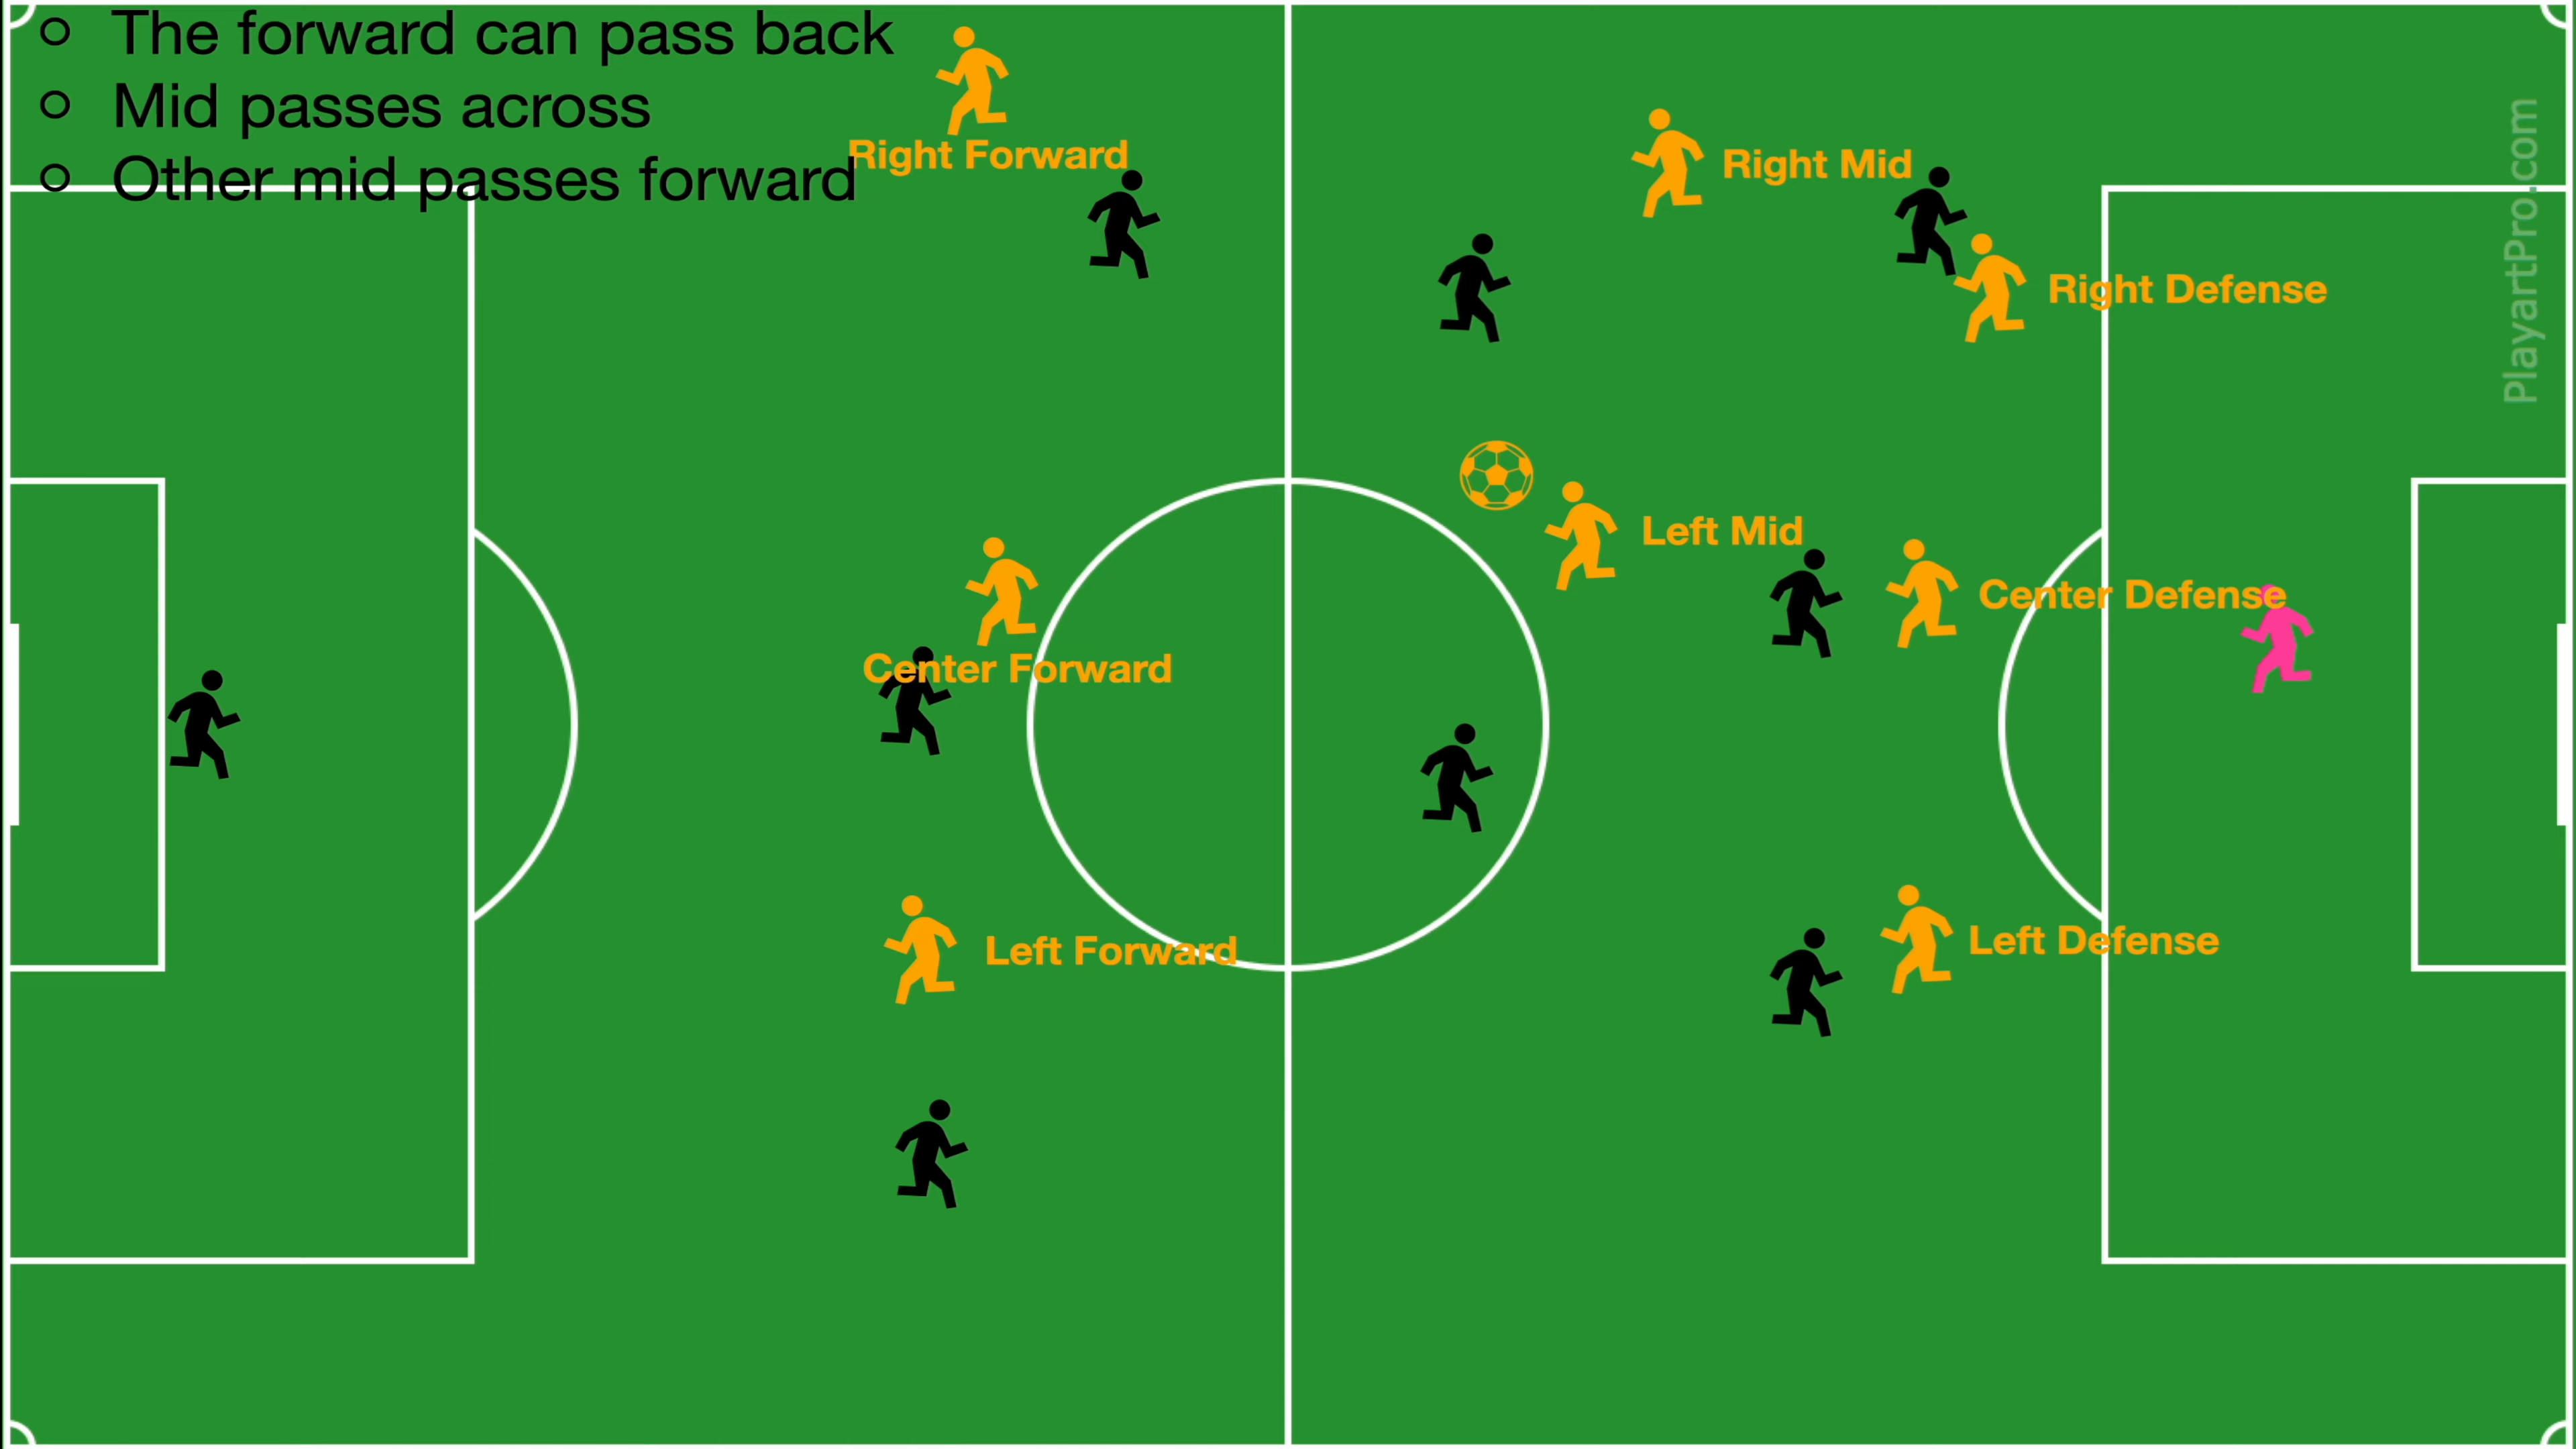 The forward can pass back
Mid passes across
Other mid passes forward
Right Forward
Right Mid
Right Defense
Left Mid
Center Defense
Center Forward
Left Forward
Left Defense
PlayartPro.com